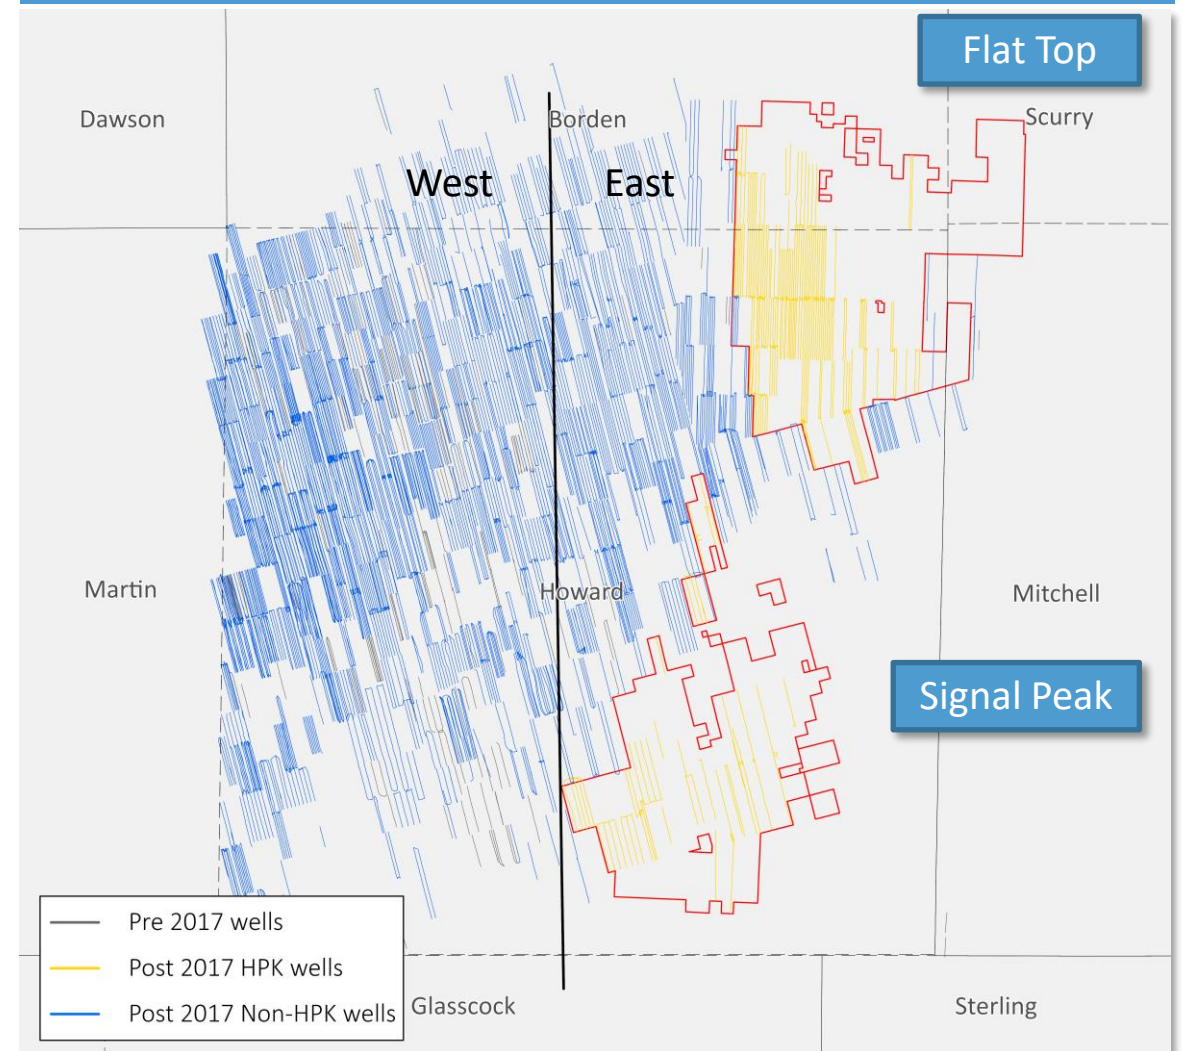 Flat Top
Dawson
Borden
Scurry
West
East
Martin
Howard
Mitchell
Signal Peak
Pre 2017 wells
Post 2017 HPK wells
Post 2017 Non-HPK wells
Glasscock
Sterling